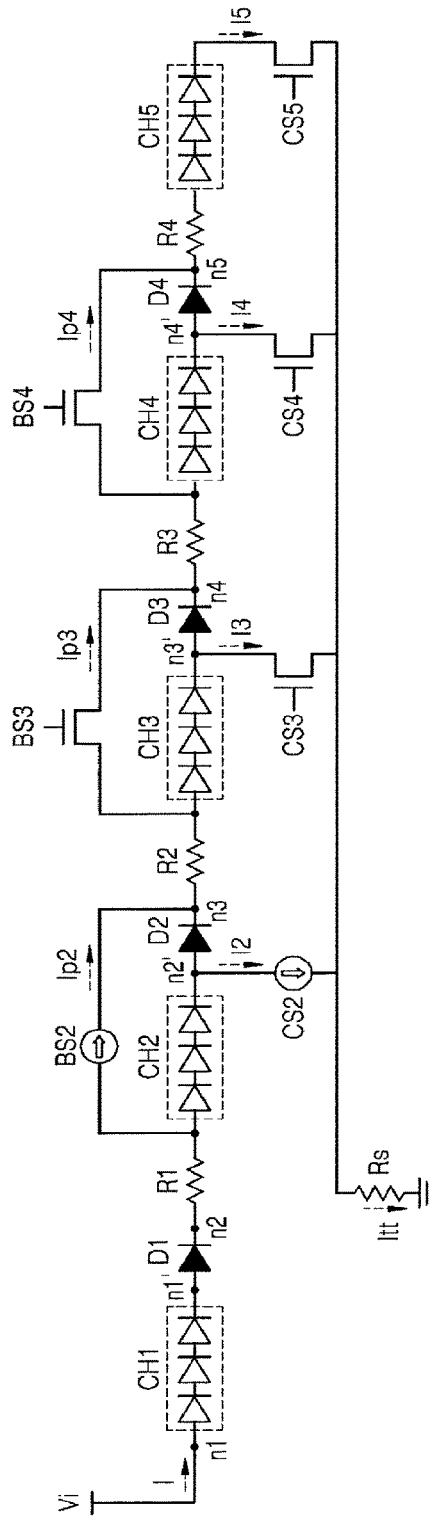 Vi
I
n1
CH1
n1'
D1
n2
R1
BS2
Ip2
CH2
n2'
D2
n3
I2
CS2
R2
BS3
Ip3
CH3
n3'
D3
n4
I3
CS3
R3
BS4
Ip4
CH4
n4'
D4
n5
I4
CS4
R4
CH5
I5
CS5
Rs
Itt